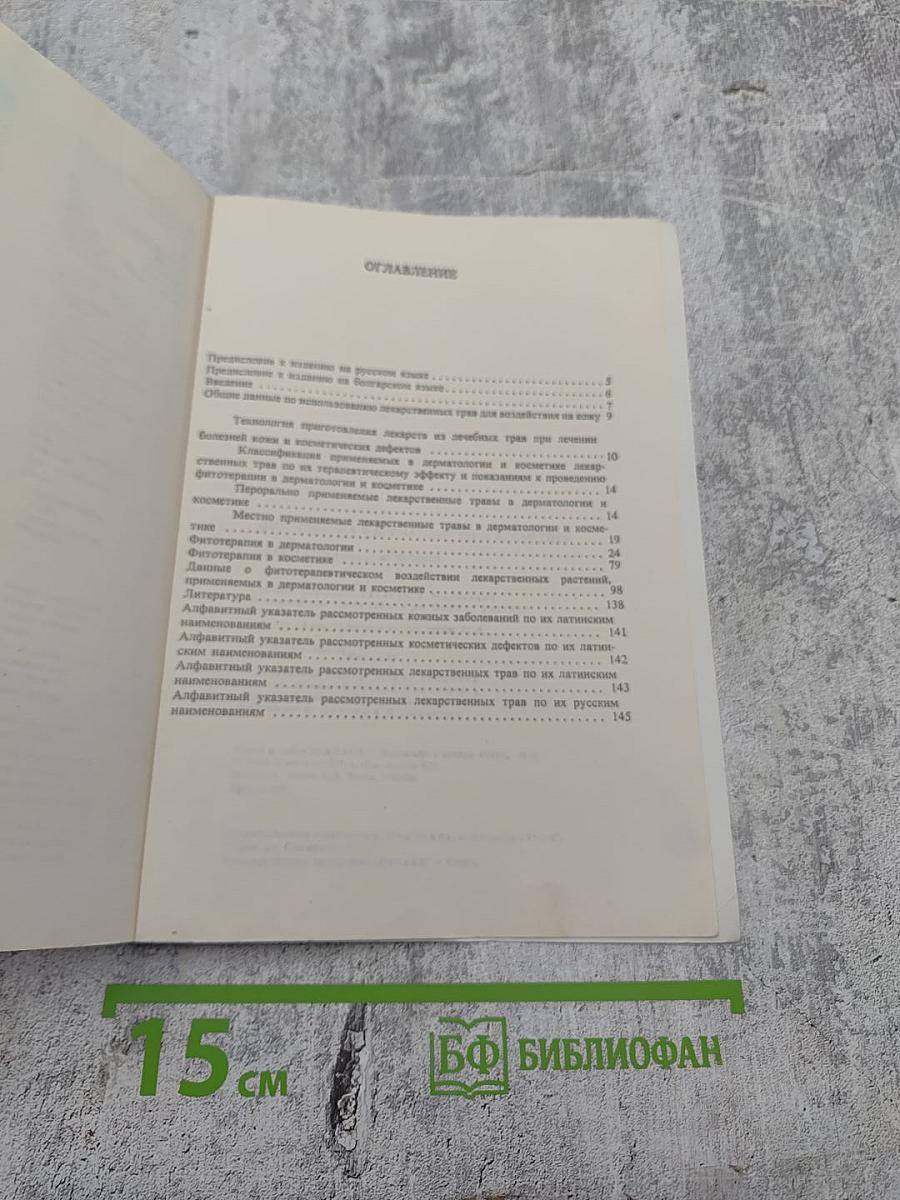 ОГЛАВЛЕНИЕ
Предисловие к изданию на русском языке 5
Предисловие к изданию на болгарском языке 6
Введение 7
Общие данные по использованию лекарственных трав для воздействия на кожу 9
Технология приготовления лекарств из лечебных трав при лечении
болезней кожи и косметических дефектов 10
Классификация применяемых в дерматологии и косметике лекар-
ственных трав по их терапевтическому эффекту и показаниям к проведению
фитотерапии в дерматологии и косметике 14
Перорально применяемые лекарственные травы в дерматологии и
косметике 14
Местно применяемые лекарственные травы в дерматологии и косме-
тике 19
Фитотерапия в дерматологии 24
Фитотерапия в косметике 79
Данные о фитотерапевтическом воздействии лекарственных растений,
применяемых в дерматологии и косметике 98
Литература 138
Алфавитный указатель рассмотренных кожных заболеваний по их латинским
наименованиям 141
Алфавитный указатель рассмотренных косметических дефектов по их латин-
ским наименованиям 142
Алфавитный указатель рассмотренных лекарственных трав по их латинским
наименованиям 143
Алфавитный указатель рассмотренных лекарственных трав по их русским
наименованиям 145
15 см
БФ БИБЛИОФАН